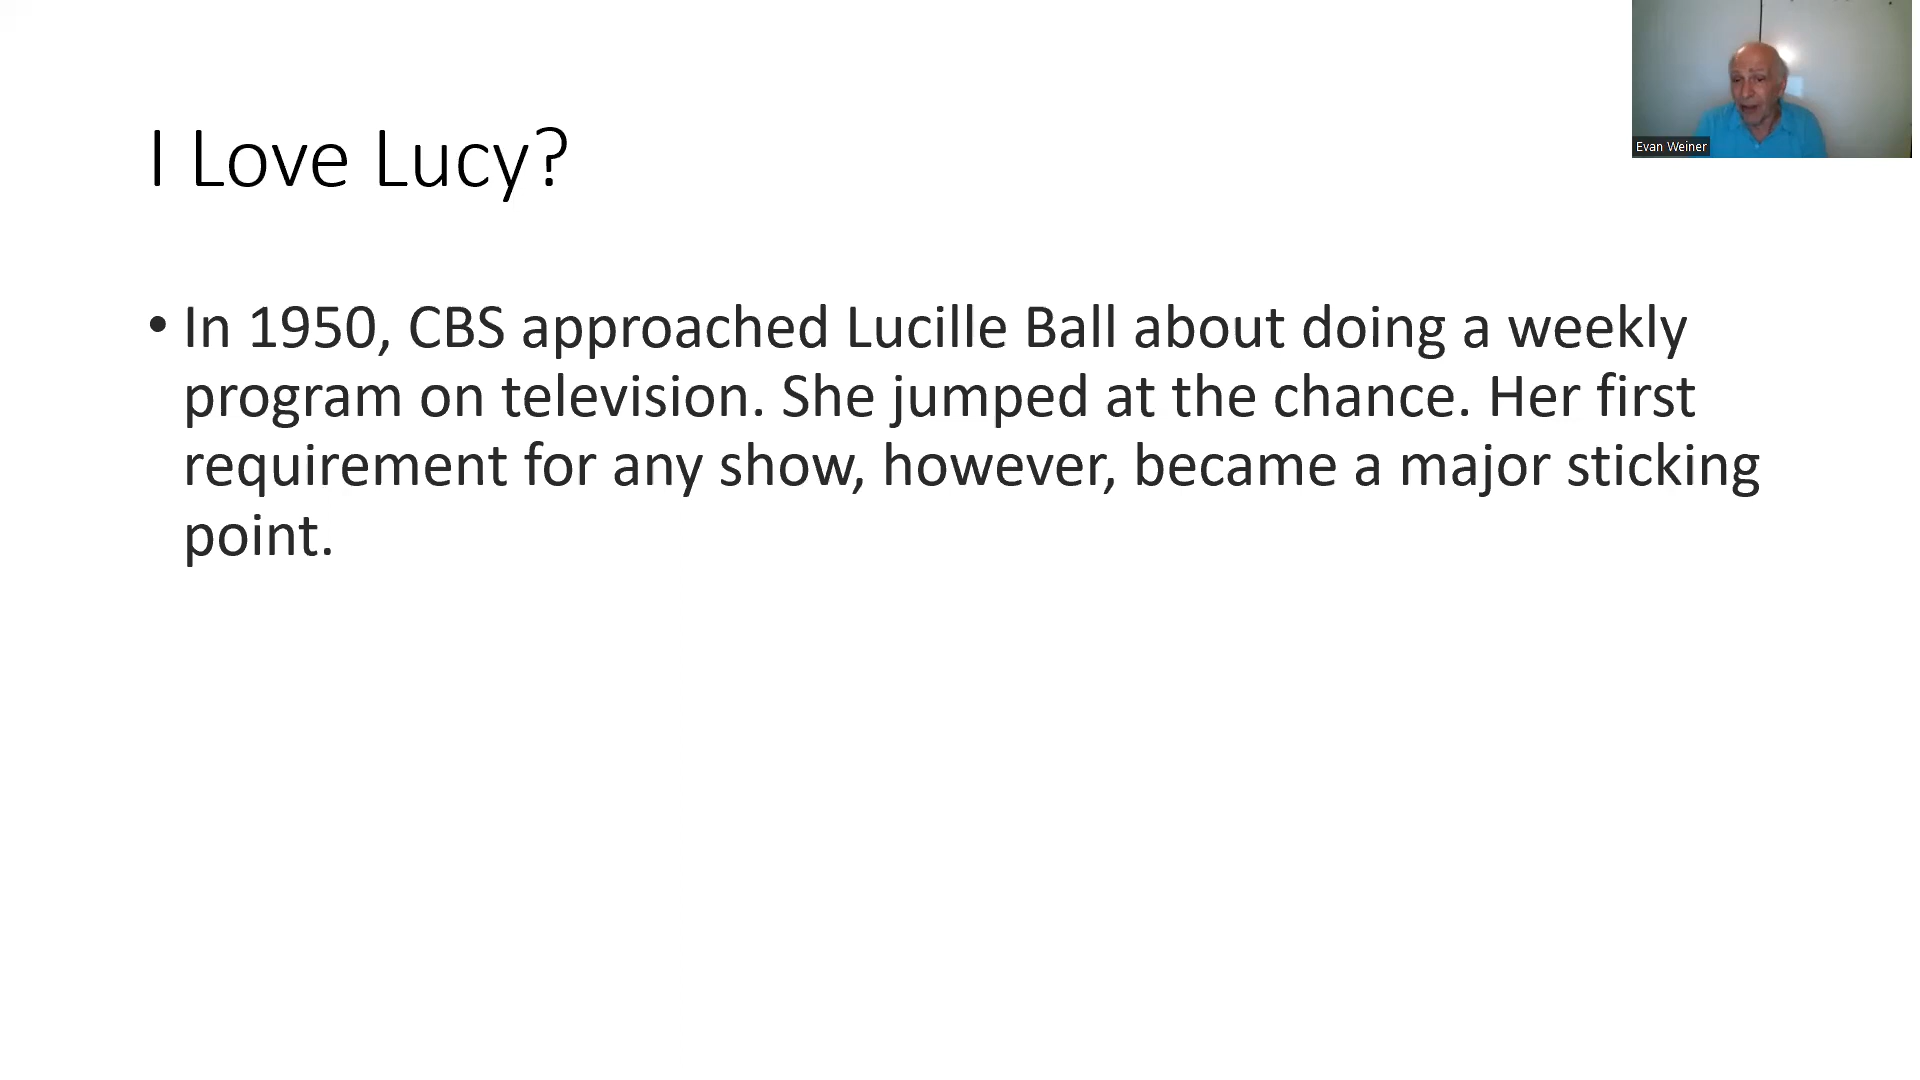 I Love Lucy?
• In 1950, CBS approached Lucille Ball about doing a weekly
program on television. She jumped at the chance. Her first
requirement for any show, however, became a major sticking
point.
Evan Weiner